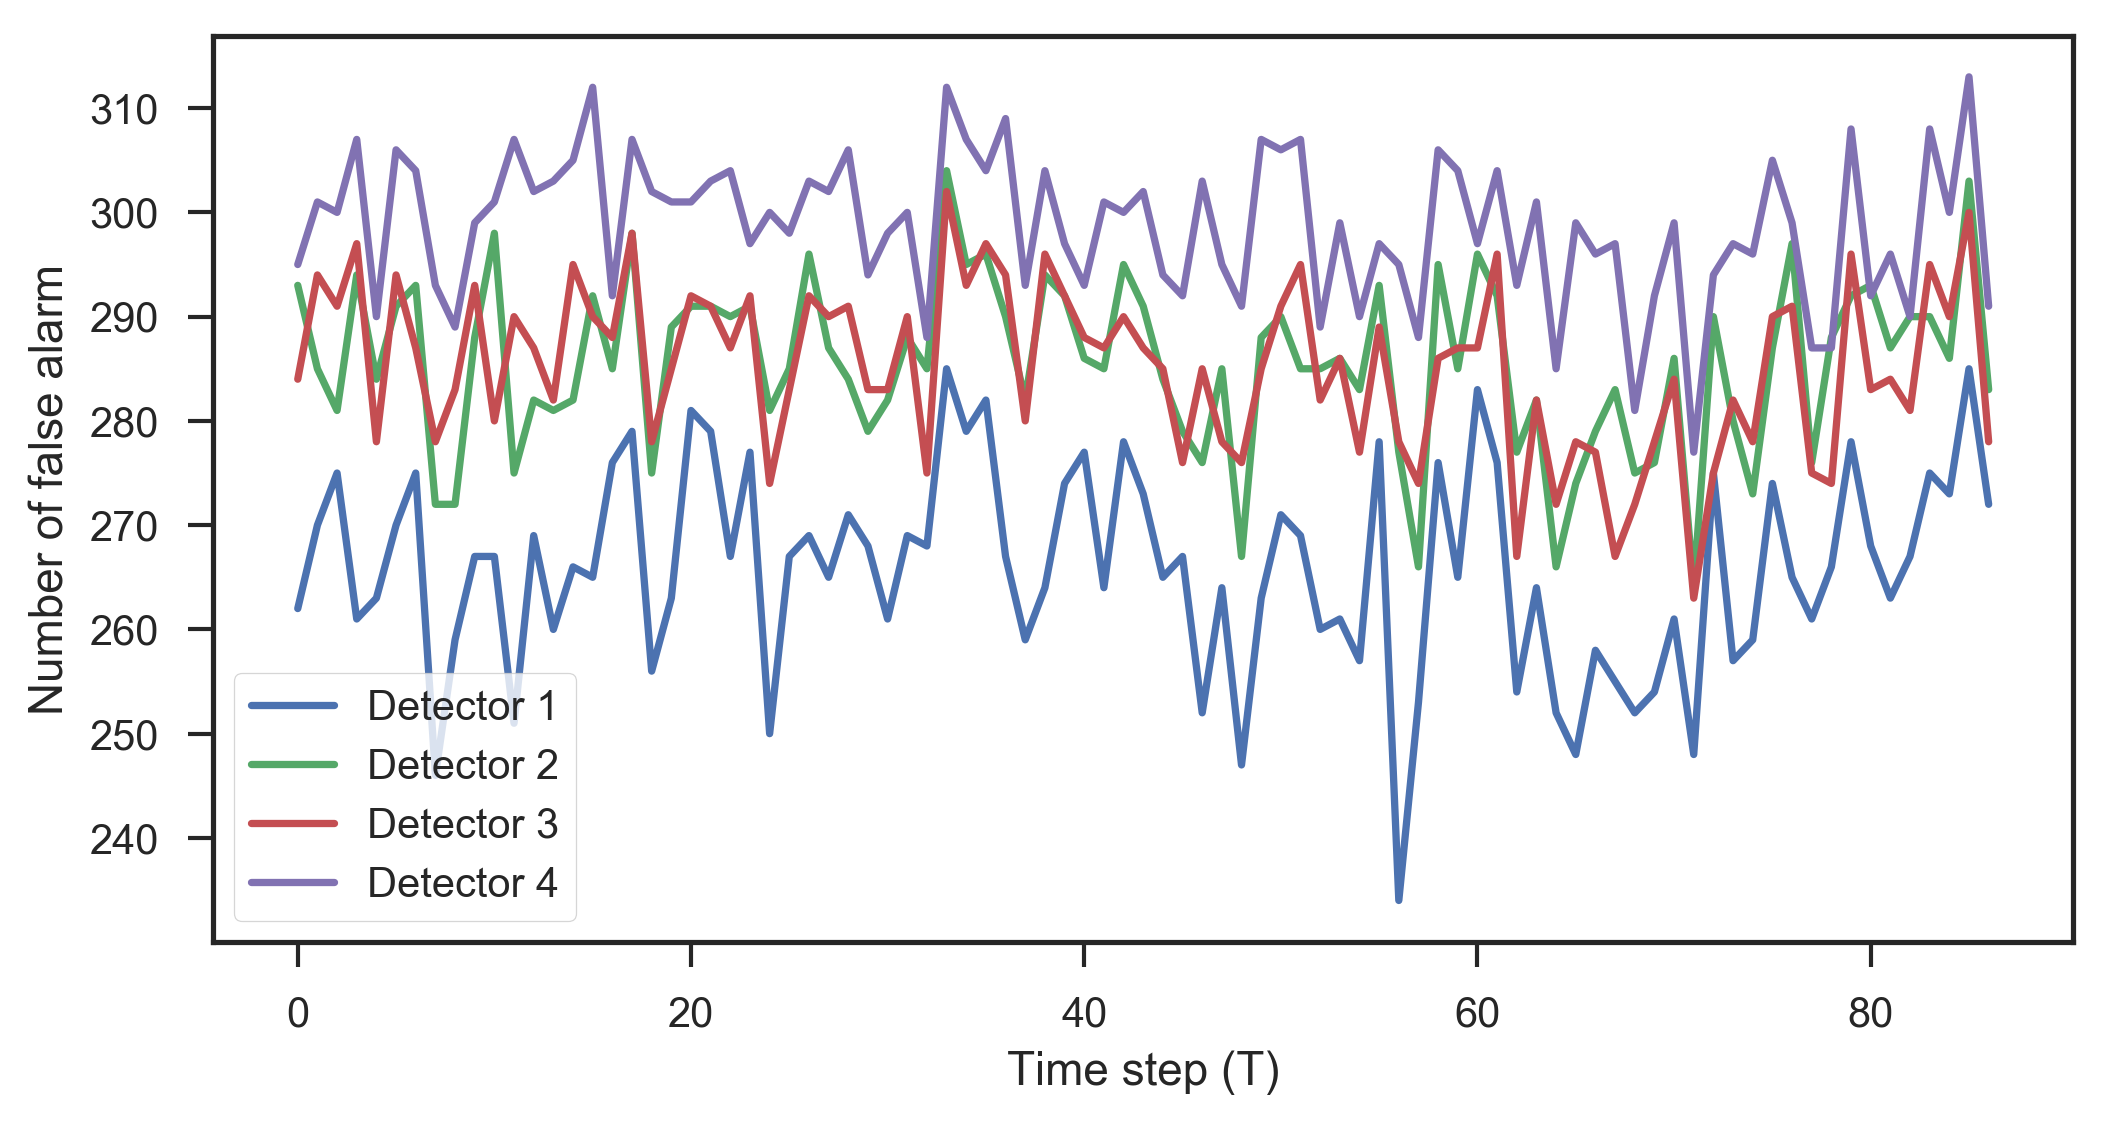 Number of false alarm
310
300
290
280
270
260
250
240
Detector 1
Detector 2
Detector 3
Detector 4
0 20 40 60 80
Time step (T)